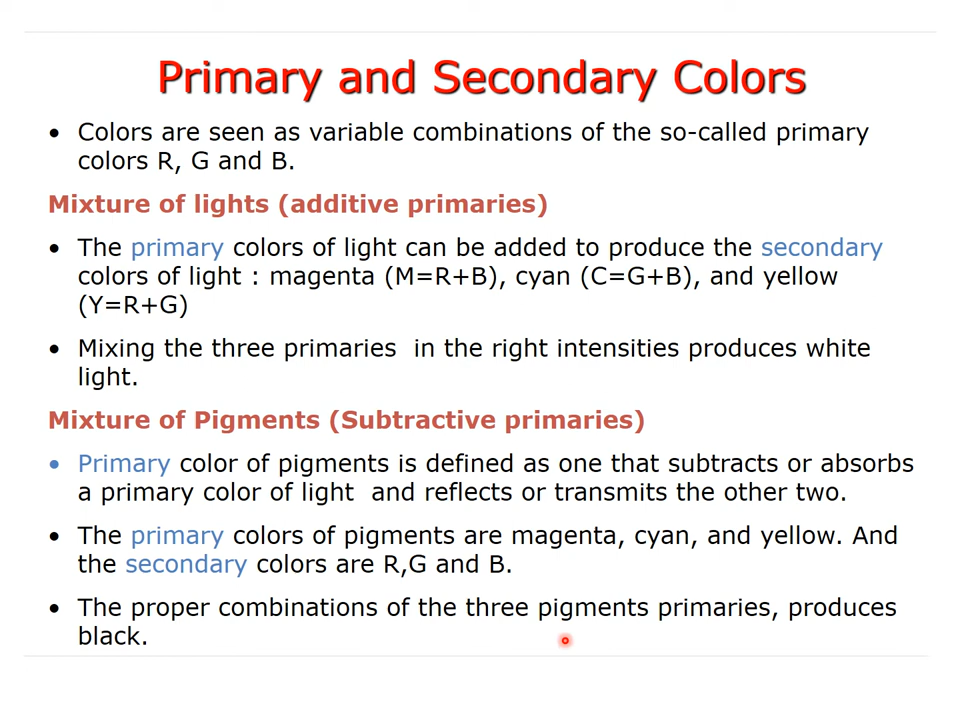 Primary and Secondary Colors
• Colors are seen as variable combinations of the so-called primary
colors R, G and B.
Mixture of lights (additive primaries)
• The primary colors of light can be added to produce the secondary
colors of light : magenta (M=R+B), cyan (C=G+B), and yellow
(Y=R+G)
• Mixing the three primaries in the right intensities produces white
light.
Mixture of Pigments (Subtractive primaries)
• Primary color of pigments is defined as one that subtracts or absorbs
a primary color of light and reflects or transmits the other two.
• The primary colors of pigments are magenta, cyan, and yellow. And
the secondary colors are R,G and B.
• The proper combinations of the three pigments primaries, produces
black.